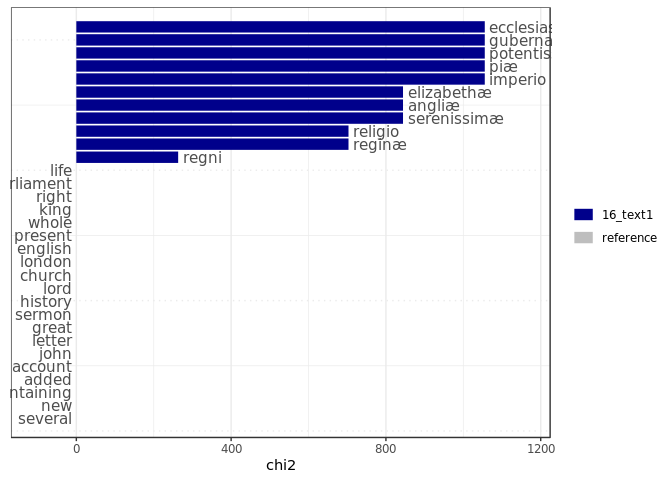 ecclesias
guberna
potentis
piæ
imperio
elizabethæ
angliæ
serenissimæ
religio
reginæ
regni
life
rliament
right
king
whole
present
english
london
church
lord
history
sermon
great
letter
john
account
added
ntaining
new
several
16_text1
reference
0 400 800 1200
chi2